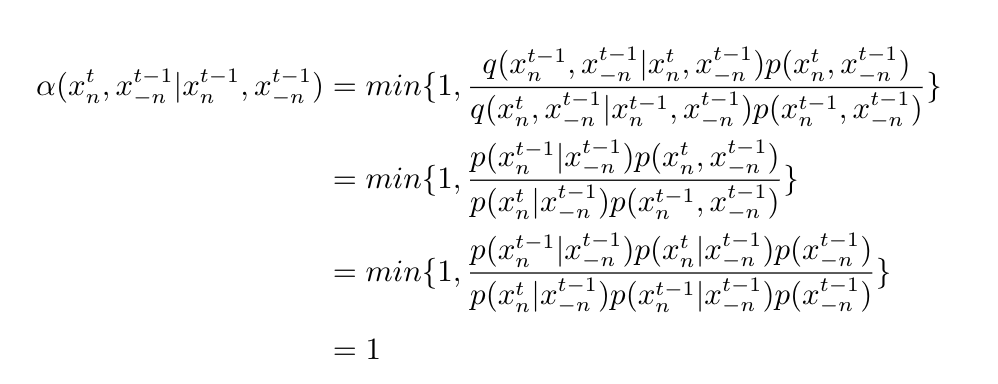 α(x_n^t, x_{-n}^{t-1}|x_n^{t-1}, x_{-n}^{t-1}) = min{1, \frac{q(x_n^{t-1}, x_{-n}^{t-1}|x_n^t, x_{-n}^{t-1})p(x_n^t, x_{-n}^{t-1})}{q(x_n^t, x_{-n}^{t-1}|x_n^{t-1}, x_{-n}^{t-1})p(x_n^{t-1}, x_{-n}^{t-1})}}
= min{1, \frac{p(x_n^{t-1}|x_{-n}^{t-1})p(x_n^t, x_{-n}^{t-1})}{p(x_n^t|x_{-n}^{t-1})p(x_n^{t-1}, x_{-n}^{t-1})}}
= min{1, \frac{p(x_n^{t-1}|x_{-n}^{t-1})p(x_n^t|x_{-n}^{t-1})p(x_{-n}^{t-1})}{p(x_n^t|x_{-n}^{t-1})p(x_n^{t-1}|x_{-n}^{t-1})p(x_{-n}^{t-1})}}
= 1